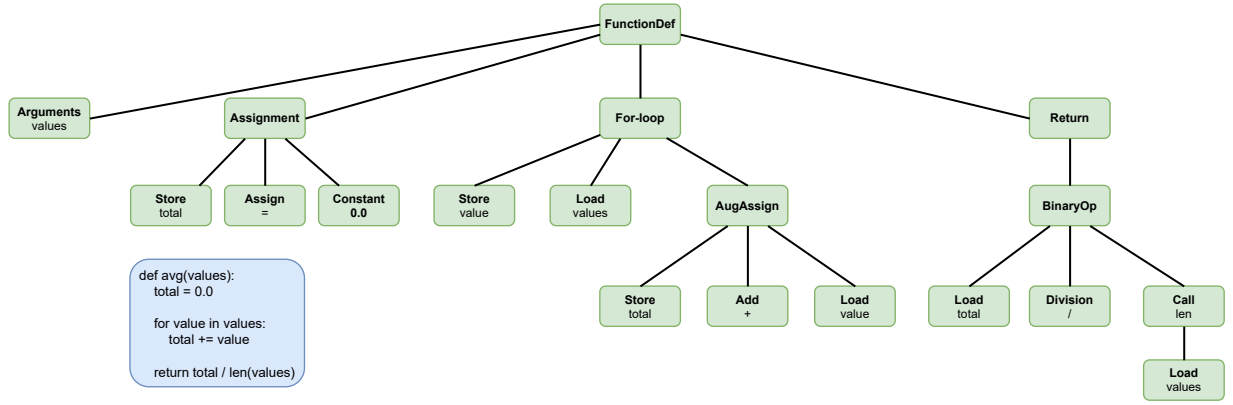 FunctionDef
Arguments
values
Assignment
For-loop
Return
Store
total
Assign
=
Constant
0.0
Store
value
Load
values
AugAssign
BinaryOp
Store
total
Add
+
Load
value
Load
total
Division
/
Call
len
Load
values
def avg(values):
total = 0.0
for value in values:
total += value
return total / len(values)